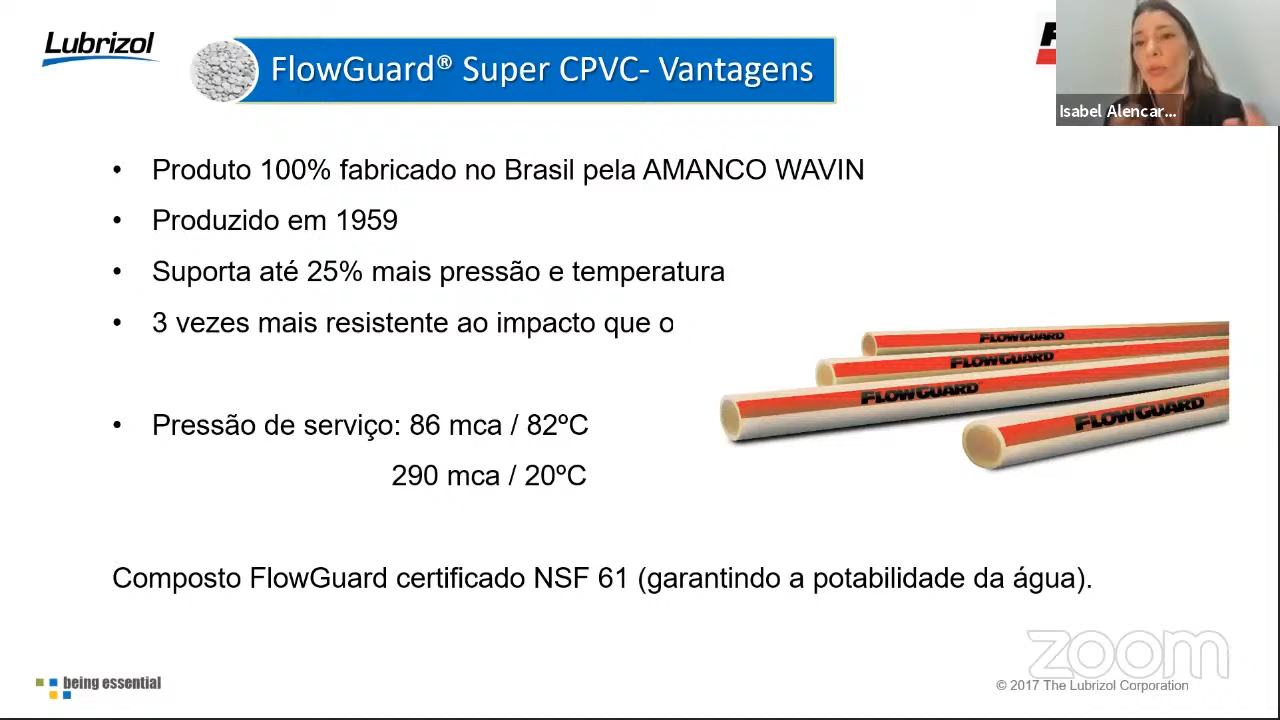 Lubrizol
FlowGuard® Super CPVC- Vantagens
Isabel Alencar...
• Produto 100% fabricado no Brasil pela AMANCO WAVIN
• Produzido em 1959
• Suporta até 25% mais pressão e temperatura
• 3 vezes mais resistente ao impacto que o
FLOWGUARD
FLOWGUARD
FLOWGUARD
FLOWGUARD
• Pressão de serviço: 86 mca / 82ºC
290 mca / 20ºC
Composto FlowGuard certificado NSF 61 (garantindo a potabilidade da água).
zoom
being essential
© 2017 The Lubrizol Corporation